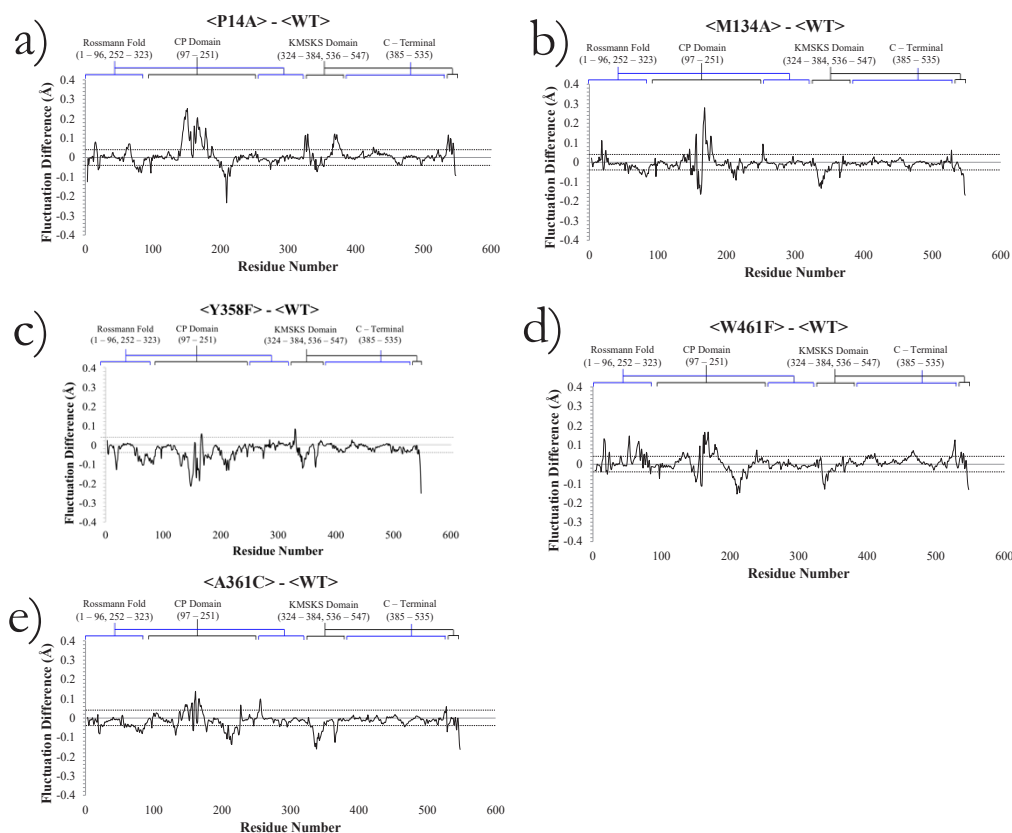 a)
<P14A> - <WT>
Rossmann Fold
(1 – 96, 252 – 323)
CP Domain
(97 – 251)
KMSKS Domain
(324 – 384, 536 – 547)
C – Terminal
(385 – 535)
Fluctuation Difference (Å)
0.4
0.3
0.2
0.1
0
-0.1
-0.2
-0.3
-0.4
0 100 200 300 400 500 600
Residue Number
b)
<M134A> - <WT>
Rossmann Fold
(1 – 96, 252 – 323)
CP Domain
(97 – 251)
KMSKS Domain
(324 – 384, 536 – 547)
C – Terminal
(385 – 535)
Fluctuation Difference (Å)
0.4
0.3
0.2
0.1
0
-0.1
-0.2
-0.3
-0.4
0 100 200 300 400 500 600
Residue Number
c)
<Y358F> - <WT>
Rossmann Fold
(1 – 96, 252 – 323)
CP Domain
(97 – 251)
KMSKS Domain
(324 – 384, 536 – 547)
C – Terminal
(385 – 535)
Fluctuation Difference (Å)
0.4
0.3
0.2
0.1
0
-0.1
-0.2
-0.3
-0.4
0 100 200 300 400 500 600
Residue Number
d)
<W461F> - <WT>
Rossmann Fold
(1 – 96, 252 – 323)
CP Domain
(97 – 251)
KMSKS Domain
(324 – 384, 536 – 547)
C – Terminal
(385 – 535)
Fluctuation Difference (Å)
0.4
0.3
0.2
0.1
0
-0.1
-0.2
-0.3
-0.4
0 100 200 300 400 500 600
Residue Number
e)
<A361C> - <WT>
Rossmann Fold
(1 – 96, 252 – 323)
CP Domain
(97 – 251)
KMSKS Domain
(324 – 384, 536 – 547)
C – Terminal
(385 – 535)
Fluctuation Difference (Å)
0.4
0.3
0.2
0.1
0
-0.1
-0.2
-0.3
-0.4
0 100 200 300 400 500 600
Residue Number